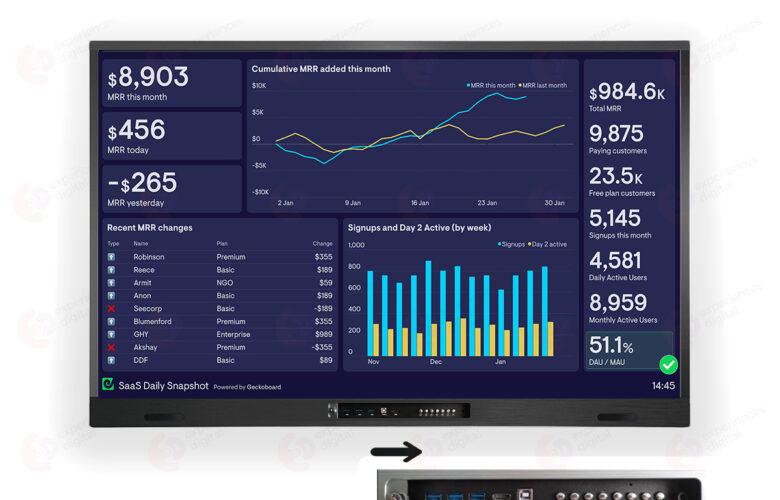 $8,903
MRR this month
$456
MRR today
-$265
MRR yesterday
Cumulative MRR added this month
MRR this month
MRR last month
$10K
$5K
$0
-$5K
-$10K
2 Jan
9 Jan
16 Jan
23 Jan
30 Jan
$984.6K
Total MRR
9,875
Paying customers
23.5K
Free plan customers
5,145
Signups this month
4,581
Daily Active Users
8,959
Monthly Active Users
51.1%
DAU / MAU
Recent MRR changes
Type Name Plan Change
Robinson Premium $355
Reece Basic $189
Armit NGO $59
Anon Basic $189
Seecorp Basic -$189
Blumenford Premium $355
GHY Enterprise $989
Akshay Premium -$355
DDF Basic $89
Signups and Day 2 Active (by week)
Signups
Day 2 active
1,000
800
600
400
200
0
Nov
Dec
Jan
SaaS Daily Snapshot
Powered by Geckoboard
14:45
experiences
digital